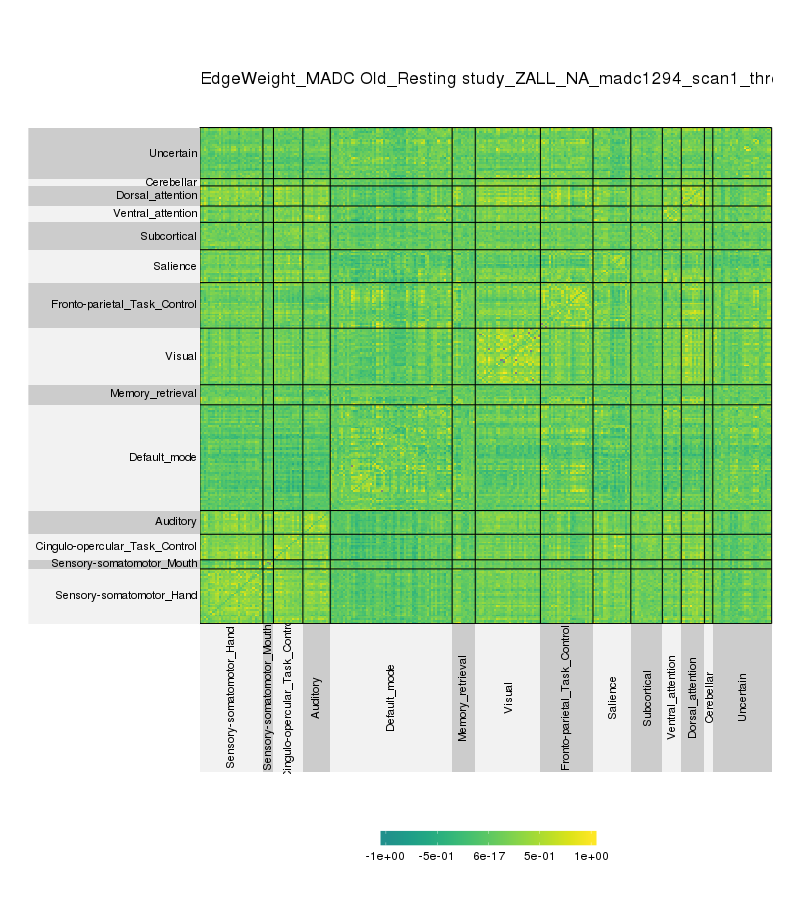 EdgeWeight_MADC Old_Resting study_ZALL_NA_madc1294_scan1_thr
Uncertain
Cerebellar
Dorsal_attention
Ventral_attention
Subcortical
Salience
Fronto-parietal_Task_Control
Visual
Memory_retrieval
Default_mode
Auditory
Cingulo-opercular_Task_Control
Sensory-somatomotor_Mouth
Sensory-somatomotor_Hand
Sensory-somatomotor_Hand
Sensory-somatomotor_Mouth
Cingulo-opercular_Task_Contro
Auditory
Default_mode
Memory_retrieval
Visual
Fronto-parietal_Task_Control
Salience
Subcortical
Ventral_attention
Dorsal_attention
Cerebellar
Uncertain
-1e+00 -5e-01 6e-17 5e-01 1e+00